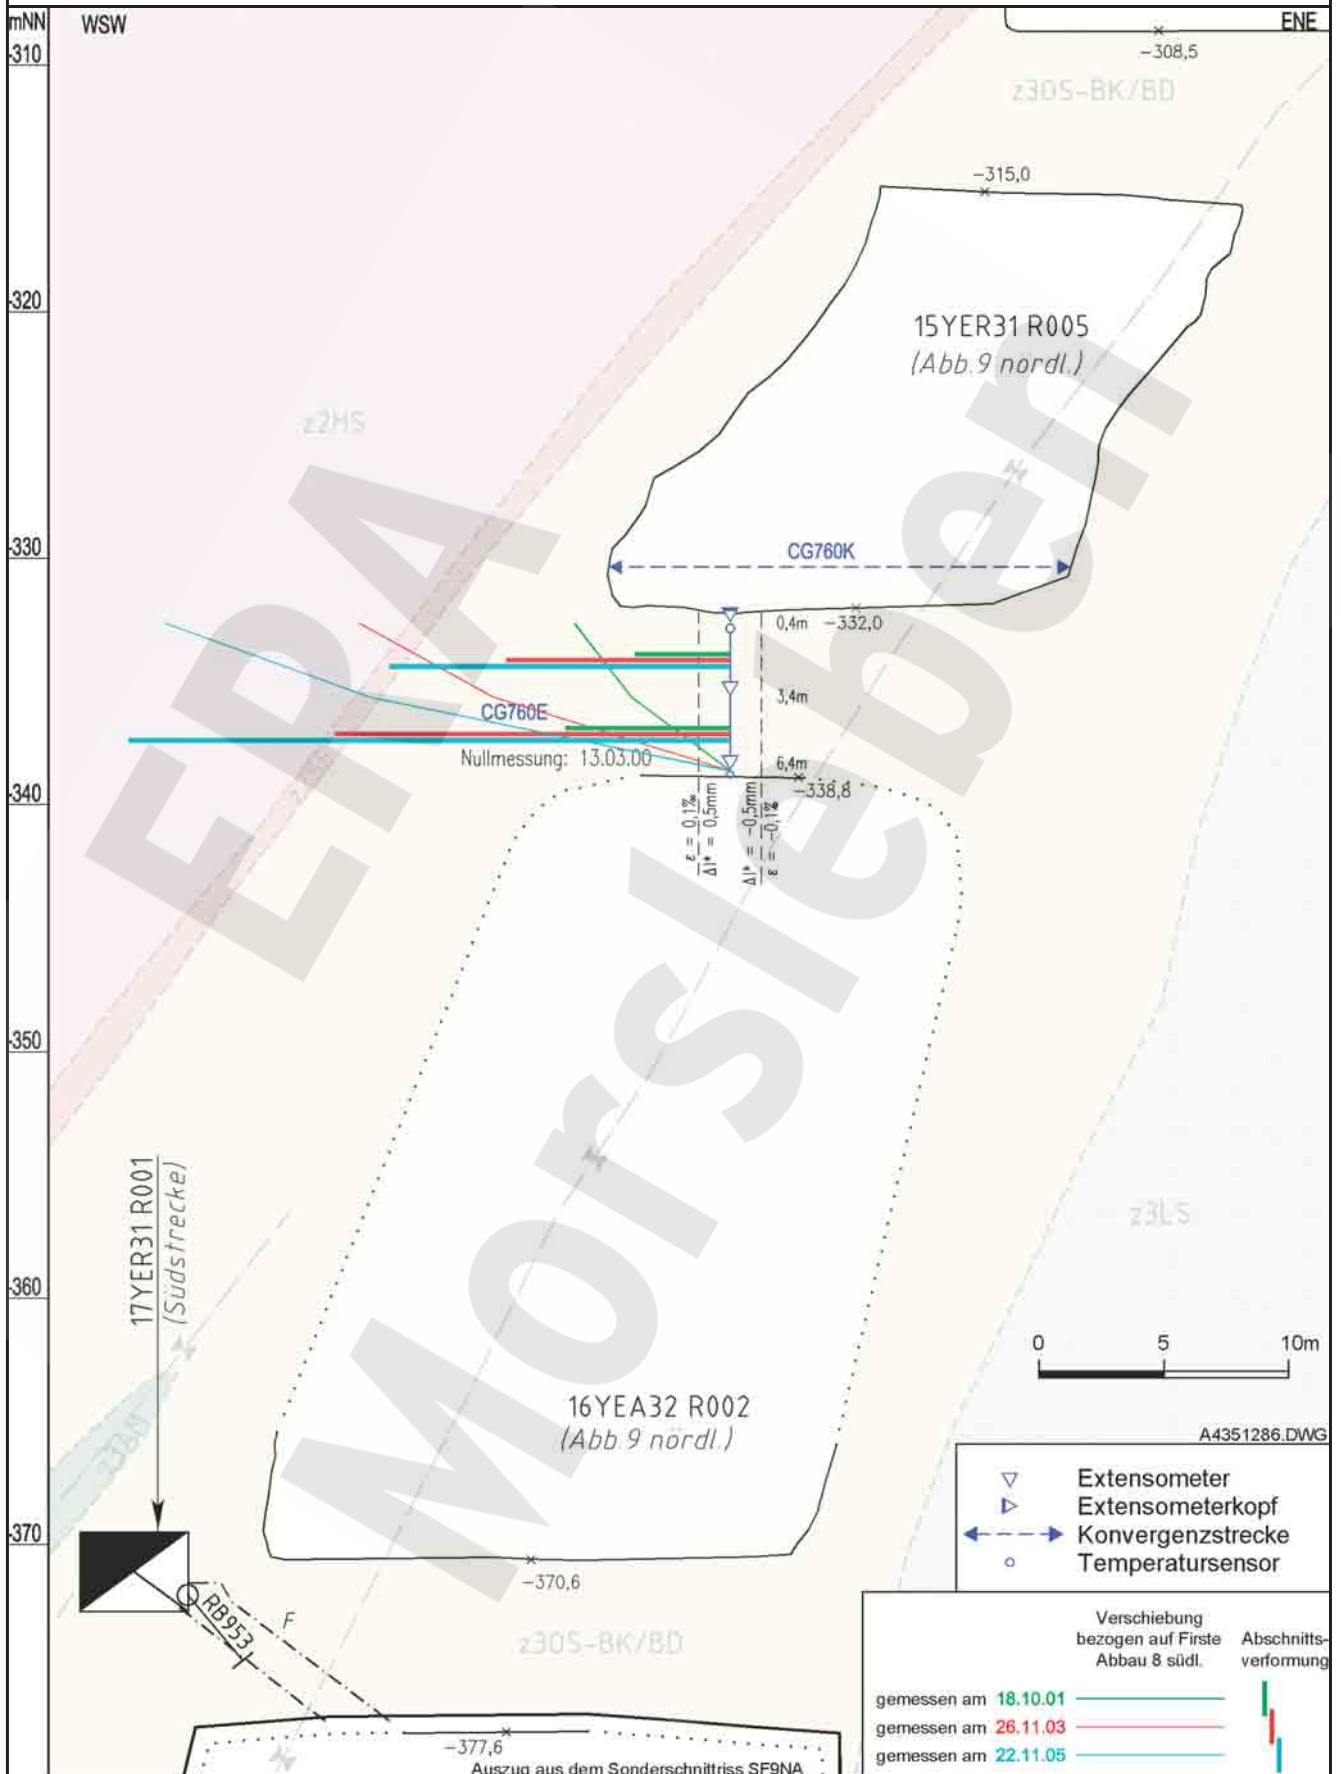 mNN
WSW
ENE
-308,5
-310
z3OS-BK/BD
-315,0
-320
15YER31 R005
(Abb.9 nördl.)
z2HS
-330
CG760K
0,4m
-332,0
3,4m
CG760E
Nullmessung: 13.03.00
6,4m
-338,8
-340
ε = 0,1‰
Δl* = 0,5mm
Δl* = -0,5mm
ε = -0,1‰
-350
17YER31 R001
(Südstrecke)
z3LS
-360
0 5 10m
16YEA32 R002
(Abb.9 nördl.)
A4351286.DWG
Extensometer
Extensometerkopf
Konvergenzstrecke
Temperatursensor
-370
-370,6
RB953
F
z3OS-BK/BD
Verschiebung
bezogen auf Firste
Abbau 8 südl.
Abschnitts-
verformung
gemessen am 18.10.01
gemessen am 26.11.03
gemessen am 22.11.05
-377,6
Auszug aus dem Sonderschnittriss SF9NA
ERA Morsleben